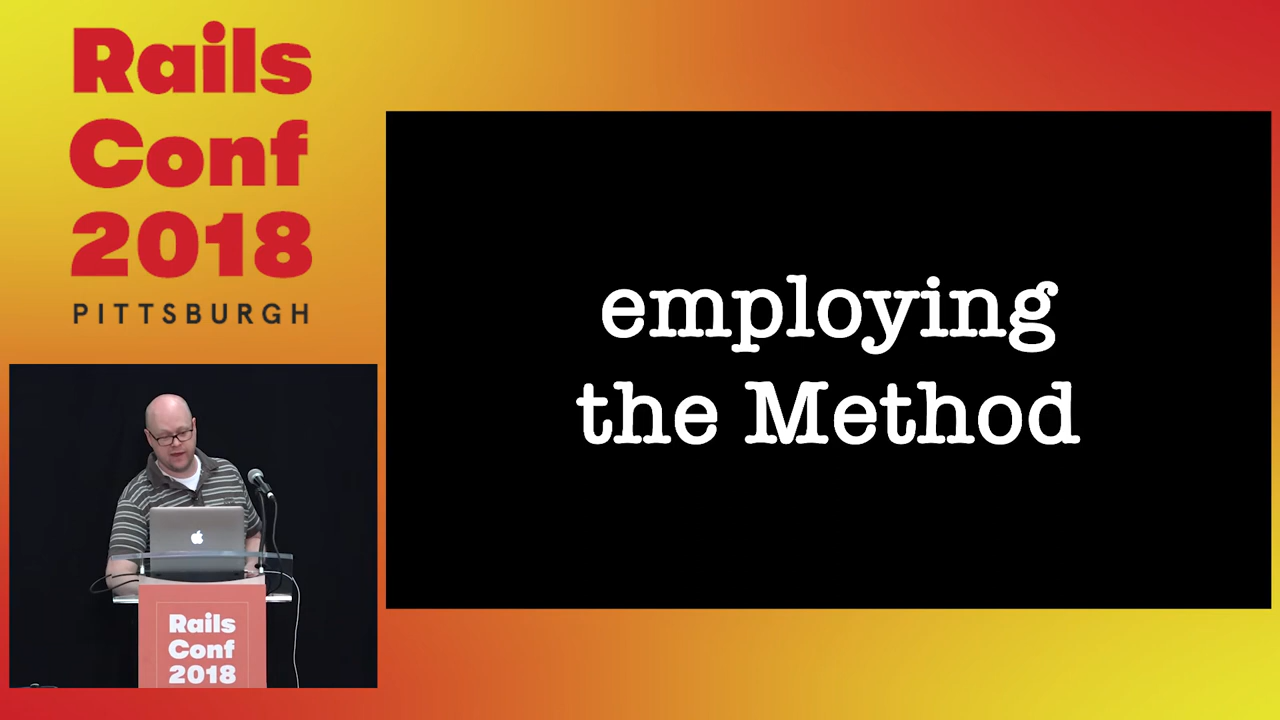 Rails
Conf
2018
PITTSBURGH
employing
the Method
Rails
Conf
2018